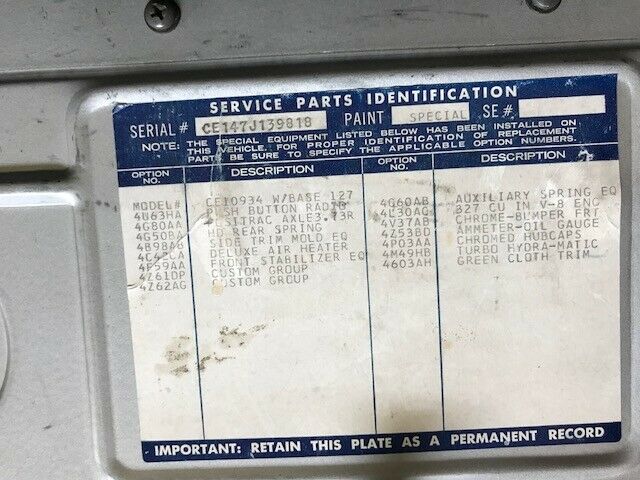 SERVICE PARTS IDENTIFICATION
SERIAL # CE147J139818 PAINT SPECIAL SE#
NOTE: THE SPECIAL EQUIPMENT LISTED BELOW HAS BEEN INSTALLED ON
THIS VEHICLE. FOR PROPER IDENTIFICATION OF REPLACEMENT
PART BE SURE TO SPECIFY THE APPLICABLE OPTION NUMBERS.
OPTION NO. DESCRIPTION OPTION NO. DESCRIPTION
MODEL# CE10934 W/BASE 127 4G60AB AUXILIARY SPRING EQ
4U63HA PUSH BUTTON RADIO 4L30AQ 327 CU IN V-8 ENG
4G80AA POSITRAC AXLE3.73R 4V37AB CHROME-BUMPER FRT
4G50BA HD REAR SPRING 4Z53BD AMMETER-OIL GAUGE
4B98AB SIDE TRIM MOLD EQ 4P03AA CHROMED HUBCAPS
4C42CA DELUXE AIR HEATER 4M49HB TURBO HYDRA-MATIC
4F59AA FRONT STABILIZER EQ 4603AH GREEN CLOTH TRIM
4Z61DP CUSTOM GROUP
4Z62AG CUSTOM GROUP
IMPORTANT: RETAIN THIS PLATE AS A PERMANENT RECORD